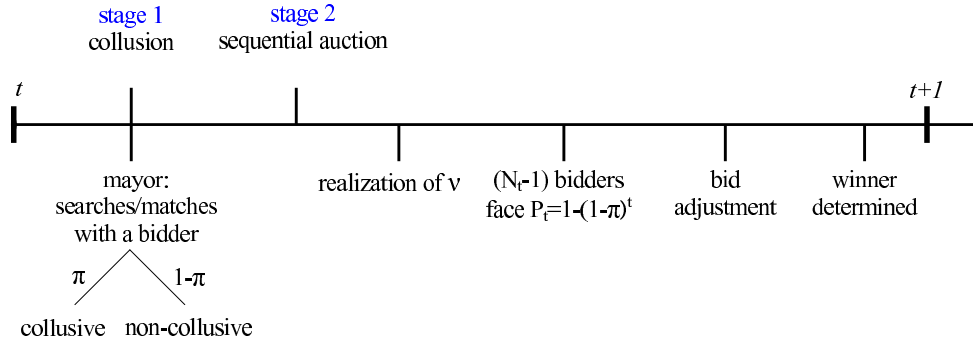 stage 1
collusion
stage 2
sequential auction
t
t+1
mayor:
searches/matches
with a bidder
π
1-π
collusive
non-collusive
realization of ν
(Nₜ-1) bidders
face Pₜ=1-(1-π)ᵗ
bid
adjustment
winner
determined